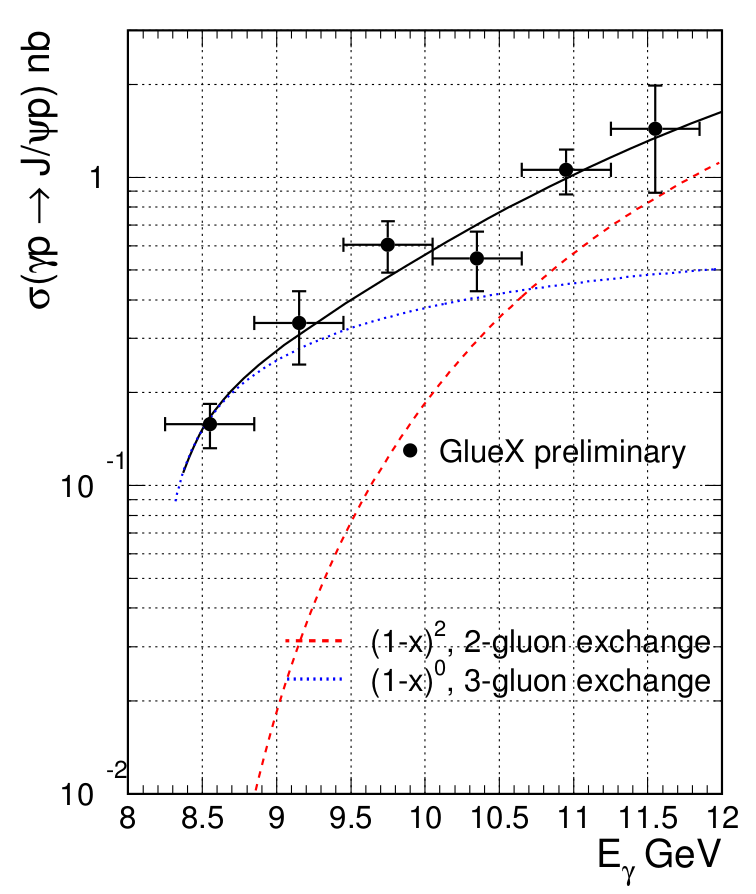 σ(γp → J/ψp) nb
1
10 -1
10 -2
GlueX preliminary
(1-x)2, 2-gluon exchange
(1-x)0, 3-gluon exchange
8 8.5 9 9.5 10 10.5 11 11.5 12
Eγ GeV